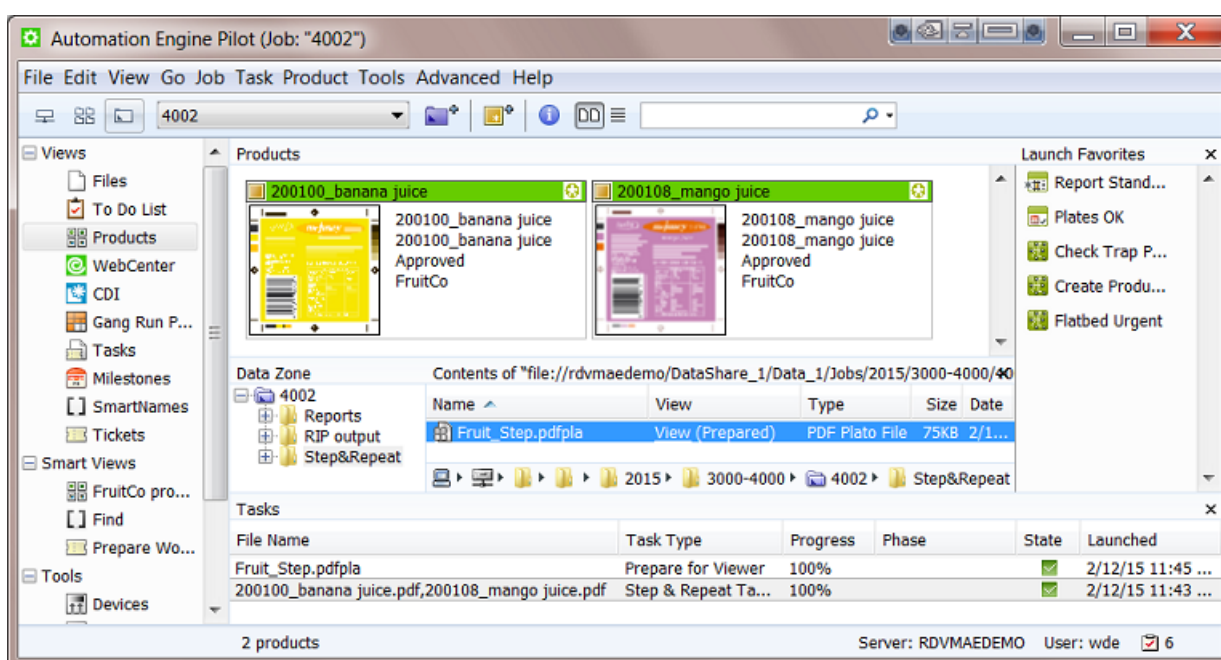 Automation Engine Pilot (Job: "4002")
File Edit View Go Job Task Product Tools Advanced Help
4002
Views
Files
To Do List
Products
WebCenter
CDI
Gang Run P...
Tasks
Milestones
SmartNames
Tickets
Smart Views
FruitCo pro...
Find
Prepare Wo...
Tools
Devices
Products
200100_banana juice
200100_banana juice
200100_banana juice
Approved
FruitCo
200108_mango juice
200108_mango juice
200108_mango juice
Approved
FruitCo
Launch Favorites
Report Stand...
Plates OK
Check Trap P...
Create Produ...
Flatbed Urgent
Data Zone
4002
Reports
RIP output
Step&Repeat
Contents of "file://rdvmaedemo/DataShare_1/Data_1/Jobs/2015/3000-4000/40
Name View Type Size Date
Fruit_Step.pdfpla View (Prepared) PDF Plato File 75KB 2/1...
2015 3000-4000 4002 Step&Repeat
Tasks
File Name Task Type Progress Phase State Launched
Fruit_Step.pdfpla Prepare for Viewer 100% 2/12/15 11:45 ...
200100_banana juice.pdf,200108_mango juice.pdf Step & Repeat Ta... 100% 2/12/15 11:43 ...
2 products Server: RDVMAEDEMO User: wde 6